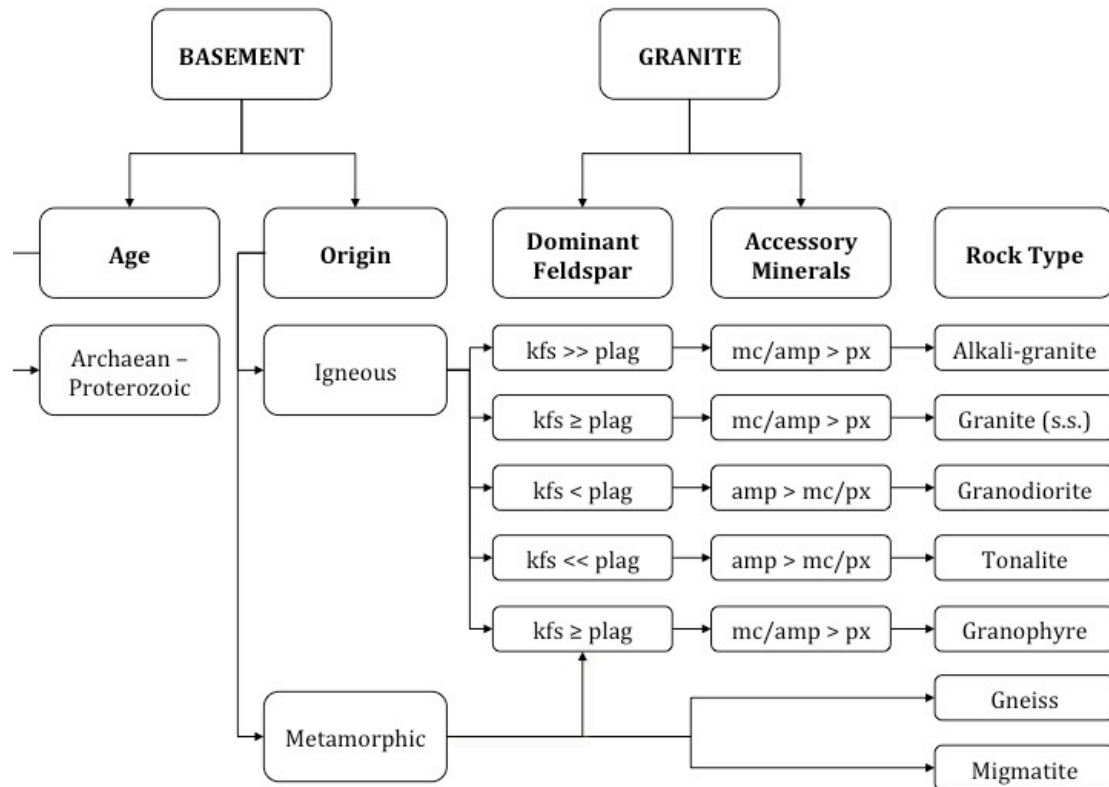 BASEMENT
GRANITE
Age
Origin
Dominant
Feldspar
Accessory
Minerals
Rock Type
Archaean –
Proterozoic
Igneous
kfs >> plag
mc/amp > px
Alkali-granite
kfs ≥ plag
mc/amp > px
Granite (s.s.)
kfs < plag
amp > mc/px
Granodiorite
kfs << plag
amp > mc/px
Tonalite
kfs ≥ plag
mc/amp > px
Granophyre
Metamorphic
Gneiss
Migmatite